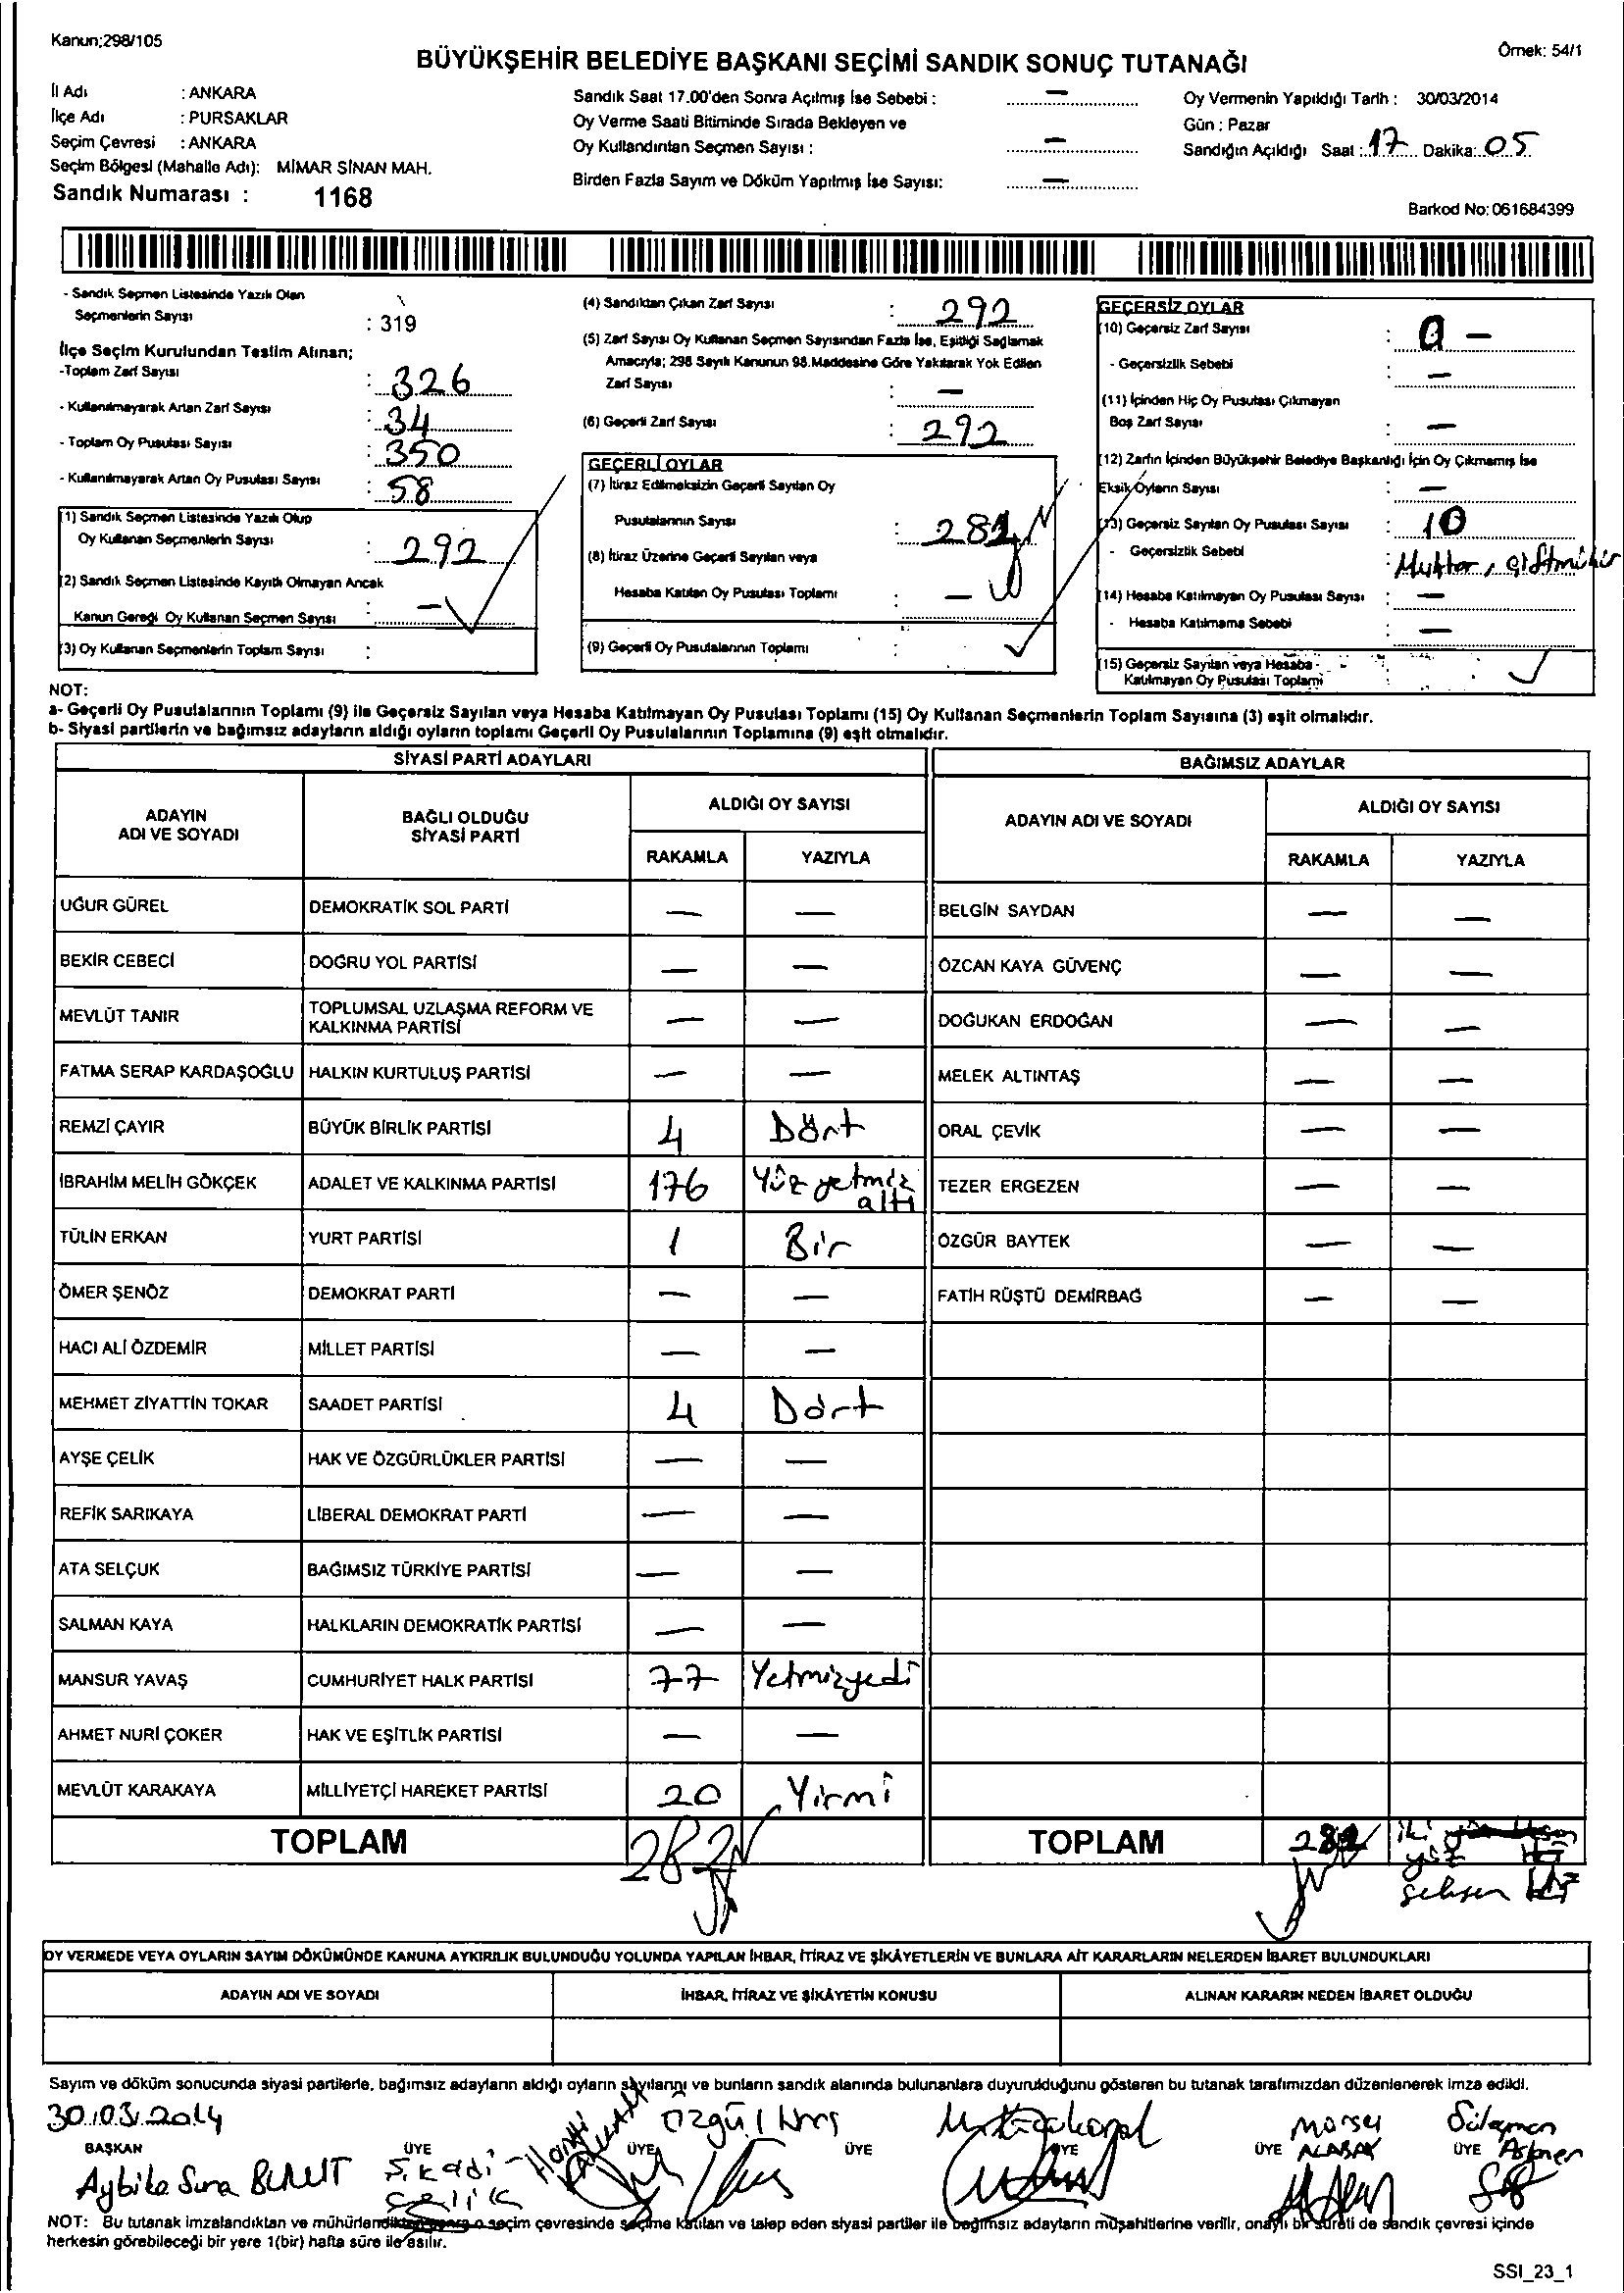 Kanun;298/105
Örnek: 54/1
BÜYÜKŞEHİR BELEDİYE BAŞKANI SEÇİMİ SANDIK SONUÇ TUTANAĞI
İl Adı : ANKARA
İlçe Adı : PURSAKLAR
Seçim Çevresi : ANKARA
Seçim Bölgesi (Mahalle Adı): MİMAR SİNAN MAH.
Sandık Numarası : 1168
Sandık Saat 17.00'den Sonra Açılmış İse Sebebi : —
Oy Verme Saati Bitiminde Sırada Bekleyen ve
Oy Kullandırılan Seçmen Sayısı : —
Birden Fazla Sayım ve Döküm Yapılmış İse Sayısı: —
Oy Vermenin Yapıldığı Tarih : 30/03/2014
Gün : Pazar
Sandığın Açıldığı Saat : 17 Dakika: 05
Barkod No: 061684399
- Sandık Seçmen Listesinde Yazılı Olan
Seçmenlerin Sayısı : 319
İlçe Seçim Kurulundan Teslim Alınan;
-Toplam Zarf Sayısı : 326
- Kullanılmayarak Artan Zarf Sayısı : 34
- Toplam Oy Pusulası Sayısı : 350
- Kullanılmayarak Artan Oy Pusulası Sayısı : 58
(1) Sandık Seçmen Listesinde Yazılı Olup
Oy Kullanan Seçmenlerin Sayısı : 292
(2) Sandık Seçmen Listesinde Kayıtlı Olmayan Ancak
Kanun Gereği Oy Kullanan Seçmen Sayısı : —
(3) Oy Kullanan Seçmenlerin Toplam Sayısı :
(4) Sandıktan Çıkan Zarf Sayısı : 292
(5) Zarf Sayısı Oy Kullanan Seçmen Sayısından Fazla İse, Eşitliği Sağlamak
Amacıyla; 298 Sayılı Kanunun 98.Maddesine Göre Yakılarak Yok Edilen
Zarf Sayısı : —
(6) Geçerli Zarf Sayısı : 292
GEÇERLİ OYLAR
(7) İtiraz Edilmeksizin Geçerli Sayılan Oy
Pusulalarının Sayısı : 282
(8) İtiraz Üzerine Geçerli Sayılan veya
Hesaba Katılan Oy Pusulası Toplamı : —
(9) Geçerli Oy Pusulalarının Toplamı :
GEÇERSİZ OYLAR
(10) Geçersiz Zarf Sayısı : 0 —
- Geçersizlik Sebebi : —
(11) İçinden Hiç Oy Pusulası Çıkmayan
Boş Zarf Sayısı : —
(12) Zarfın İçinden Büyükşehir Belediye Başkanlığı İçin Oy Çıkmamış İse
Eksik Oyların Sayısı : —
(13) Geçersiz Sayılan Oy Pusulası Sayısı : 10
- Geçersizlik Sebebi : Muhtar, çift mühür
(14) Hesaba Katılmayan Oy Pusulası Sayısı : —
- Hesaba Katılmama Sebebi : —
(15) Geçersiz Sayılan veya Hesaba
Katılmayan Oy Pusulası Toplamı :
NOT:
a- Geçerli Oy Pusulalarının Toplamı (9) ile Geçersiz Sayılan veya Hesaba Katılmayan Oy Pusulası Toplamı (15) Oy Kullanan Seçmenlerin Toplam Sayısına (3) eşit olmalıdır.
b- Siyasi partilerin ve bağımsız adayların aldığı oyların toplamı Geçerli Oy Pusulalarının Toplamına (9) eşit olmalıdır.
SİYASİ PARTİ ADAYLARI
BAĞIMSIZ ADAYLAR
ADAYIN ADI VE SOYADI
BAĞLI OLDUĞU SİYASİ PARTİ
ALDIĞI OY SAYISI
RAKAMLA YAZIYLA
ADAYIN ADI VE SOYADI
ALDIĞI OY SAYISI
RAKAMLA YAZIYLA
UĞUR GÜREL DEMOKRATİK SOL PARTİ — — BELGİN SAYDAN — —
BEKİR CEBECİ DOĞRU YOL PARTİSİ — — ÖZCAN KAYA GÜVENÇ — —
MEVLÜT TANIR TOPLUMSAL UZLAŞMA REFORM VE KALKINMA PARTİSİ — — DOĞUKAN ERDOĞAN — —
FATMA SERAP KARDAŞOĞLU HALKIN KURTULUŞ PARTİSİ — — MELEK ALTINTAŞ — —
REMZİ ÇAYIR BÜYÜK BİRLİK PARTİSİ 4 Dört ORAL ÇEVİK — —
İBRAHİM MELİH GÖKÇEK ADALET VE KALKINMA PARTİSİ 176 Yüz yetmiz altı TEZER ERGEZEN — —
TÜLİN ERKAN YURT PARTİSİ 1 Bir ÖZGÜR BAYTEK — —
ÖMER ŞENÖZ DEMOKRAT PARTİ — — FATİH RÜŞTÜ DEMİRBAĞ — —
HACI ALİ ÖZDEMİR MİLLET PARTİSİ — —
MEHMET ZİYATTİN TOKAR SAADET PARTİSİ 4 Dört
AYŞE ÇELİK HAK VE ÖZGÜRLÜKLER PARTİSİ — —
REFİK SARIKAYA LİBERAL DEMOKRAT PARTİ — —
ATA SELÇUK BAĞIMSIZ TÜRKİYE PARTİSİ — —
SALMAN KAYA HALKLARIN DEMOKRATİK PARTİSİ — —
MANSUR YAVAŞ CUMHURİYET HALK PARTİSİ 77 Yetmizyedi
AHMET NURİ ÇOKER HAK VE EŞİTLİK PARTİSİ — —
MEVLÜT KARAKAYA MİLLİYETÇİ HAREKET PARTİSİ 20 Yirmi
TOPLAM 282 TOPLAM 282 iki yüz seksen
OY VERMEDE VEYA OYLARIN SAYIM DÖKÜMÜNDE KANUNA AYKIRILIK BULUNDUĞU YOLUNDA YAPILAN İHBAR, İTİRAZ VE ŞİKÂYETLERİN VE BUNLARA AİT KARARLARIN NELERDEN İBARET BULUNDUKLARI
ADAYIN ADI VE SOYADI İHBAR, İTİRAZ VE ŞİKÂYETİN KONUSU ALINAN KARARIN NEDEN İBARET OLDUĞU
Sayım ve döküm sonucunda siyasi partilerle, bağımsız adayların aldığı oyların sayılarını ve bunların sandık alanında bulunanlara duyurulduğunu gösteren bu tutanak tarafımızdan düzenlenerek imza edildi.
30.03.2014
BAŞKAN ÜYE ÜYE ÜYE ÜYE ÜYE ÜYE
Aybike Sura BULUT
Çelik
Özgül
Süleyman
NOT: Bu tutanak imzalandıktan ve mühürlendikten sonra o seçim çevresinde seçime katılan ve talep eden siyasi partiler ile bağımsız adayların müşahitlerine verilir, onaylı bir sureti de sandık çevresi içinde
herkesin görebileceği bir yere 1(bir) hafta süre ile asılır.
SSI_23_1